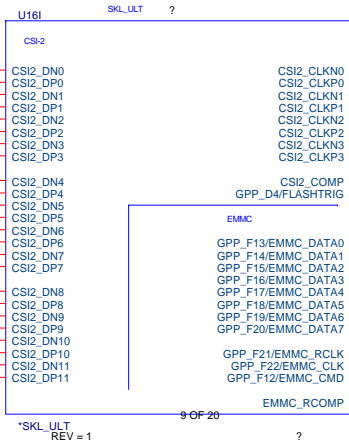 U16I SKL_ULT ?
CSI-2
CSI2_DN0 CSI2_CLKN0
CSI2_DP0 CSI2_CLKP0
CSI2_DN1 CSI2_CLKN1
CSI2_DP1 CSI2_CLKP1
CSI2_DN2 CSI2_CLKN2
CSI2_DP2 CSI2_CLKP2
CSI2_DN3 CSI2_CLKN3
CSI2_DP3 CSI2_CLKP3
CSI2_DN4 CSI2_COMP
CSI2_DP4 GPP_D4/FLASHTRIG
CSI2_DN5
CSI2_DP5 EMMC
CSI2_DN6
CSI2_DP6 GPP_F13/EMMC_DATA0
CSI2_DN7 GPP_F14/EMMC_DATA1
CSI2_DP7 GPP_F15/EMMC_DATA2
GPP_F16/EMMC_DATA3
CSI2_DN8 GPP_F17/EMMC_DATA4
CSI2_DP8 GPP_F18/EMMC_DATA5
CSI2_DN9 GPP_F19/EMMC_DATA6
CSI2_DP9 GPP_F20/EMMC_DATA7
CSI2_DN10
CSI2_DP10 GPP_F21/EMMC_RCLK
CSI2_DN11 GPP_F22/EMMC_CLK
CSI2_DP11 GPP_F12/EMMC_CMD
EMMC_RCOMP
9 OF 20
*SKL_ULT
REV = 1 ?